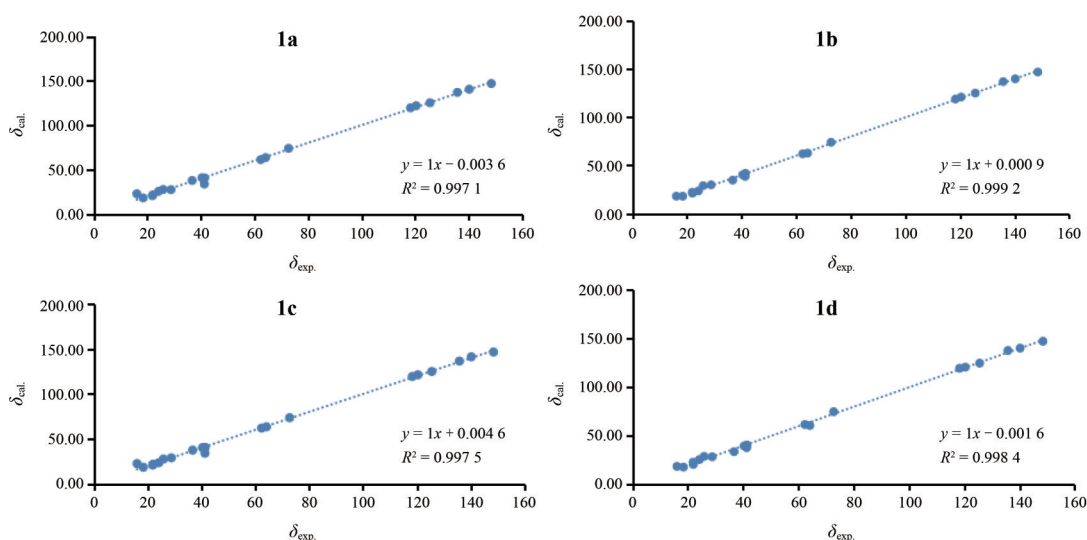 1a
200.00
150.00
100.00
50.00
0.00
δcal.
y = 1x − 0.003 6
R² = 0.997 1
0 20 40 60 80 100 120 140 160
δexp.
1b
200.00
150.00
100.00
50.00
0.00
δcal.
y = 1x + 0.000 9
R² = 0.999 2
0 20 40 60 80 100 120 140 160
δexp.
1c
200.00
150.00
100.00
50.00
0.00
δcal.
y = 1x + 0.004 6
R² = 0.997 5
0 20 40 60 80 100 120 140 160
δexp.
1d
200.00
150.00
100.00
50.00
0.00
δcal.
y = 1x − 0.001 6
R² = 0.998 4
0 20 40 60 80 100 120 140 160
δexp.